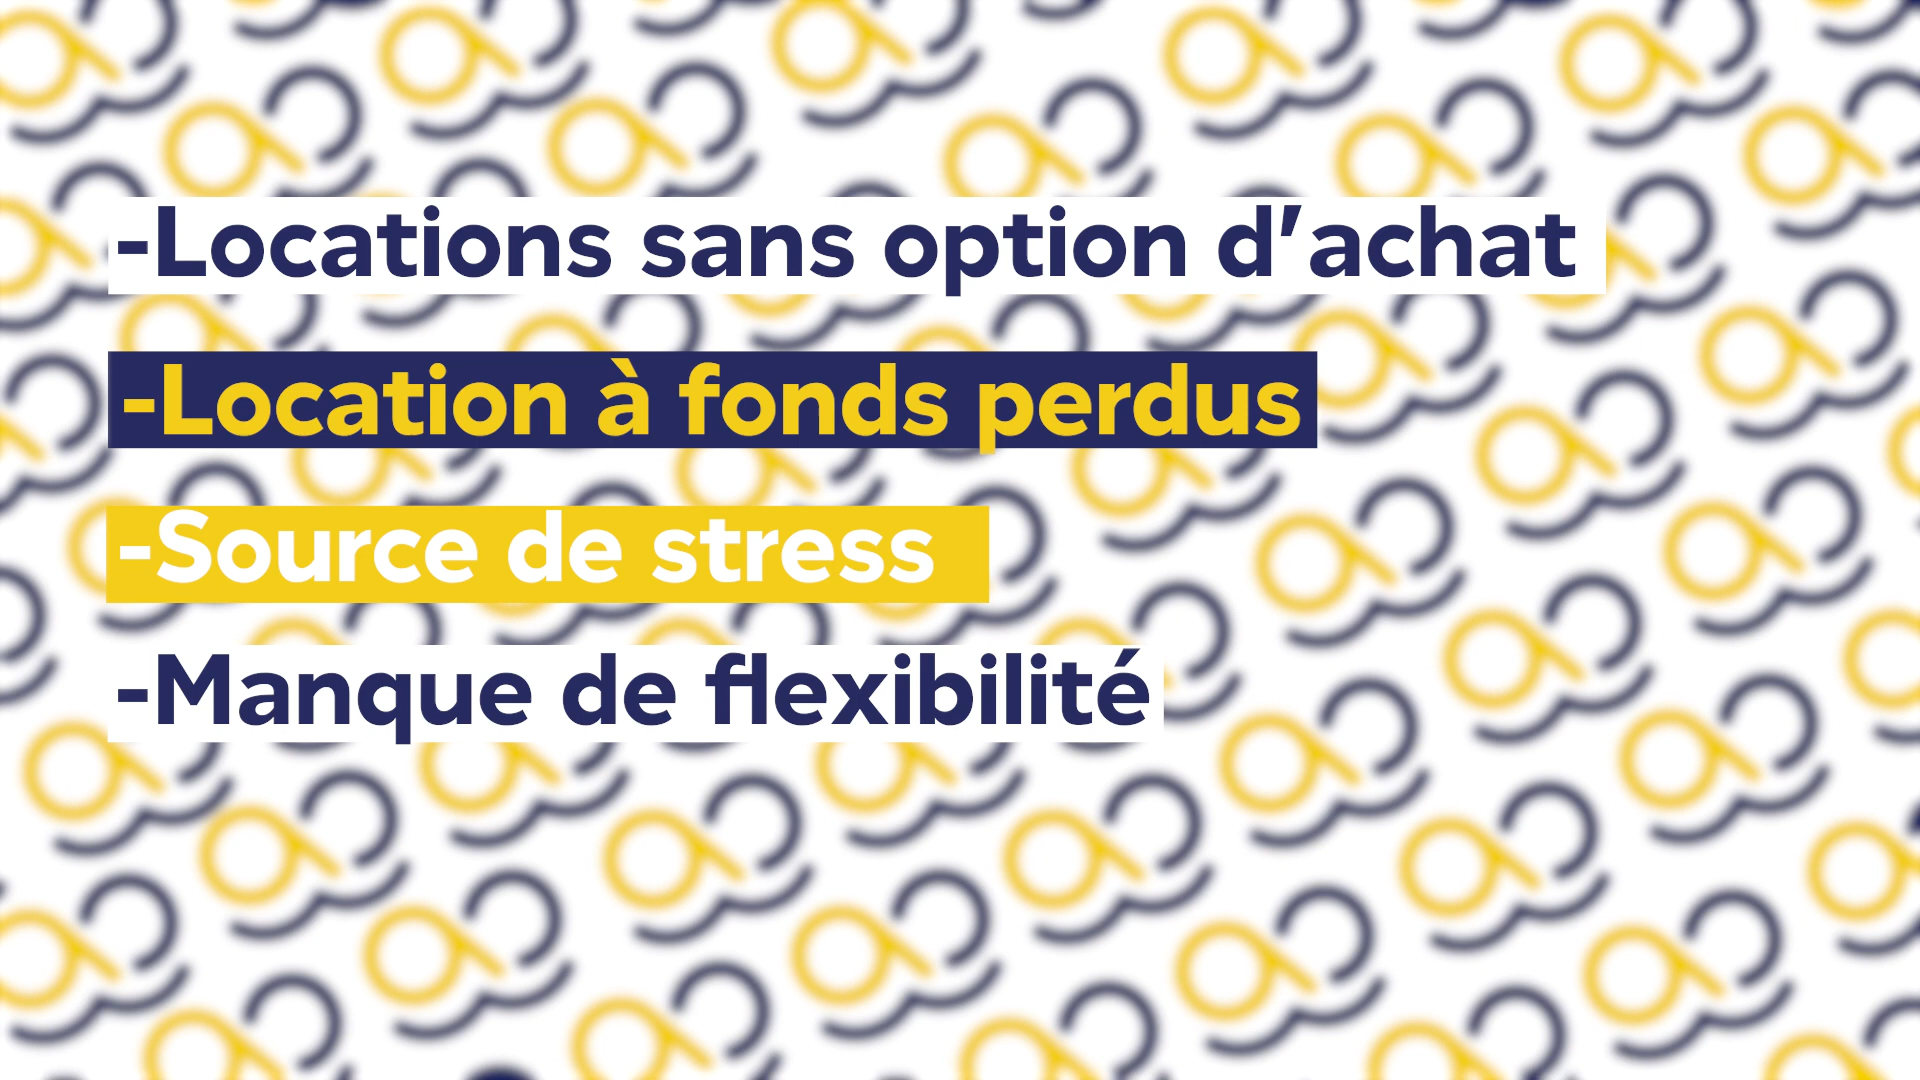 -Locations sans option d’achat
-Location à fonds perdus
-Source de stress
-Manque de flexibilité